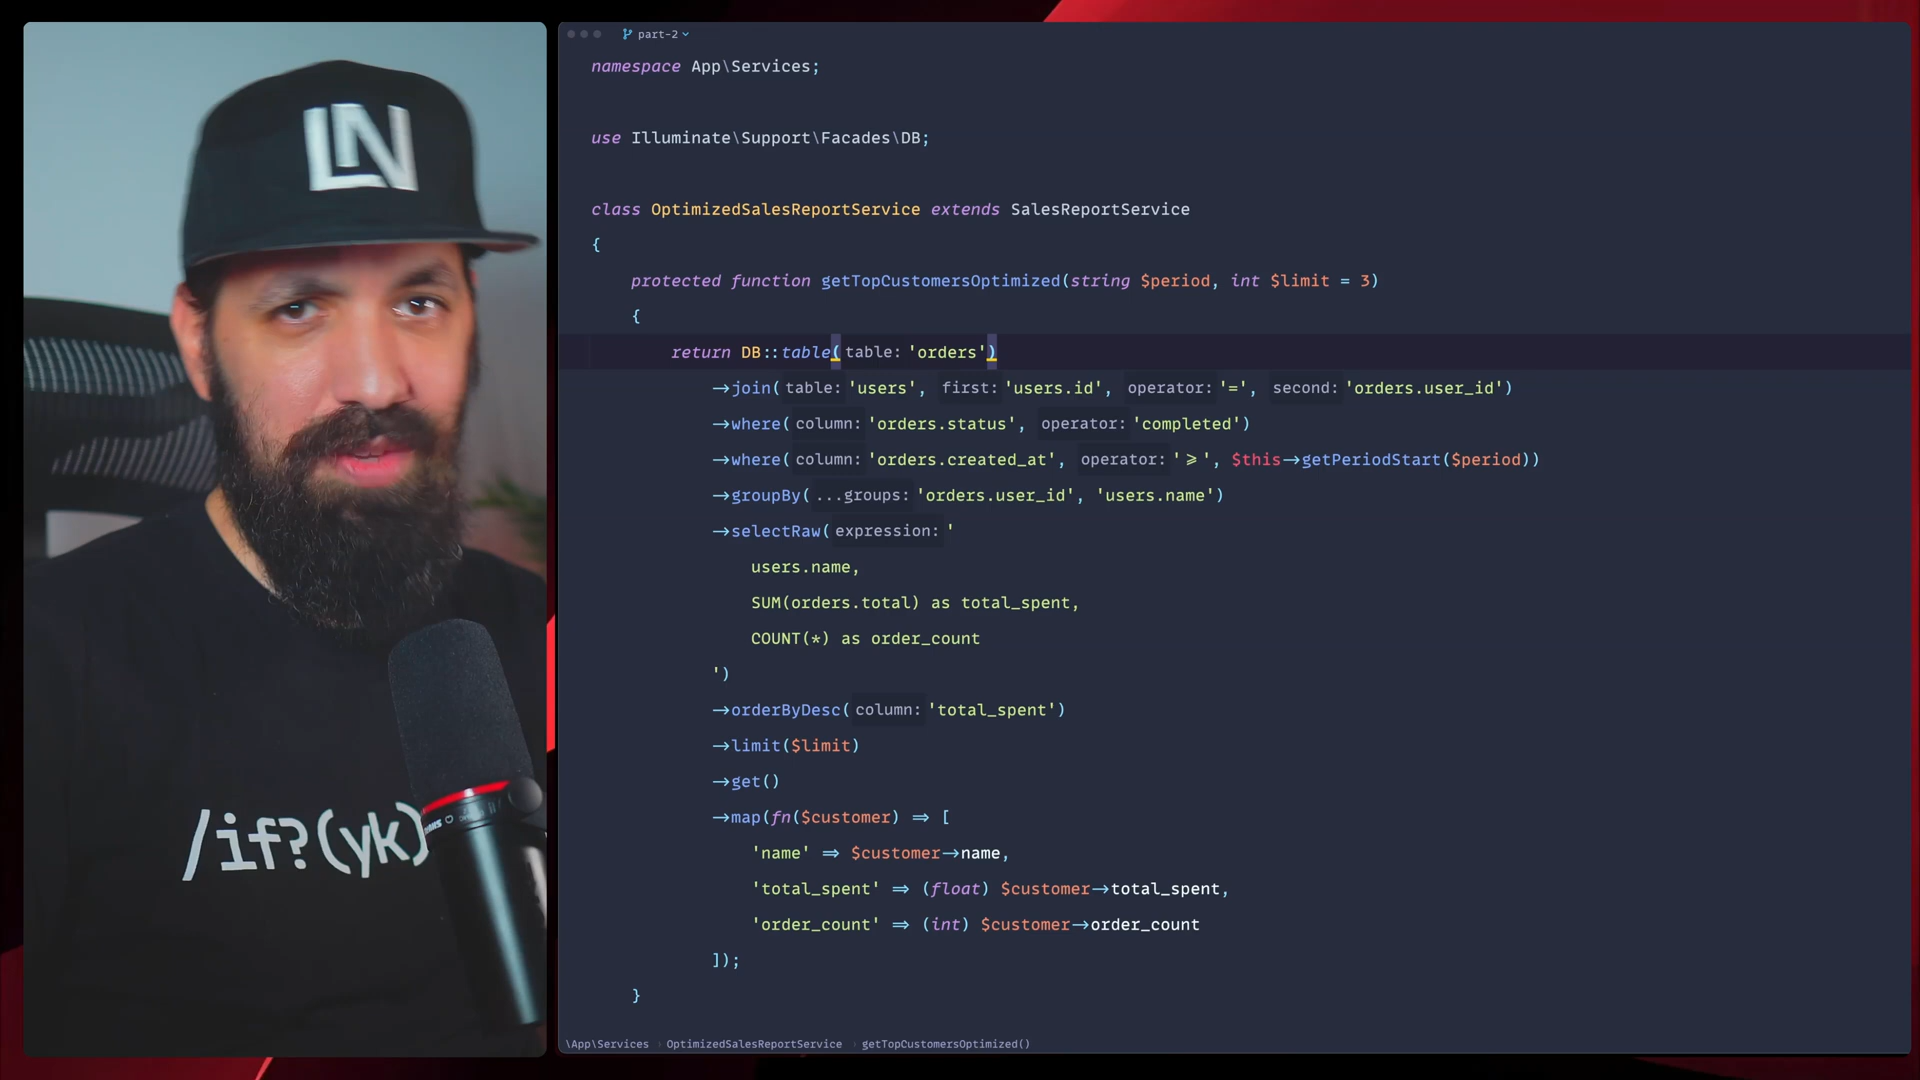 LN
/if?(yk)
part-2
namespace App\Services;
use Illuminate\Support\Facades\DB;
class OptimizedSalesReportService extends SalesReportService
{
protected function getTopCustomersOptimized(string $period, int $limit = 3)
{
return DB::table( table: 'orders')
->join( table: 'users', first: 'users.id', operator: '=', second: 'orders.user_id')
->where( column: 'orders.status', operator: 'completed')
->where( column: 'orders.created_at', operator: '>=', $this->getPeriodStart($period))
->groupBy( ...groups: 'orders.user_id', 'users.name')
->selectRaw( expression: '
users.name,
SUM(orders.total) as total_spent,
COUNT(*) as order_count
')
->orderByDesc( column: 'total_spent')
->limit($limit)
->get()
->map(fn($customer) => [
'name' => $customer->name,
'total_spent' => (float) $customer->total_spent,
'order_count' => (int) $customer->order_count
]);
}
\App\Services › OptimizedSalesReportService › getTopCustomersOptimized()